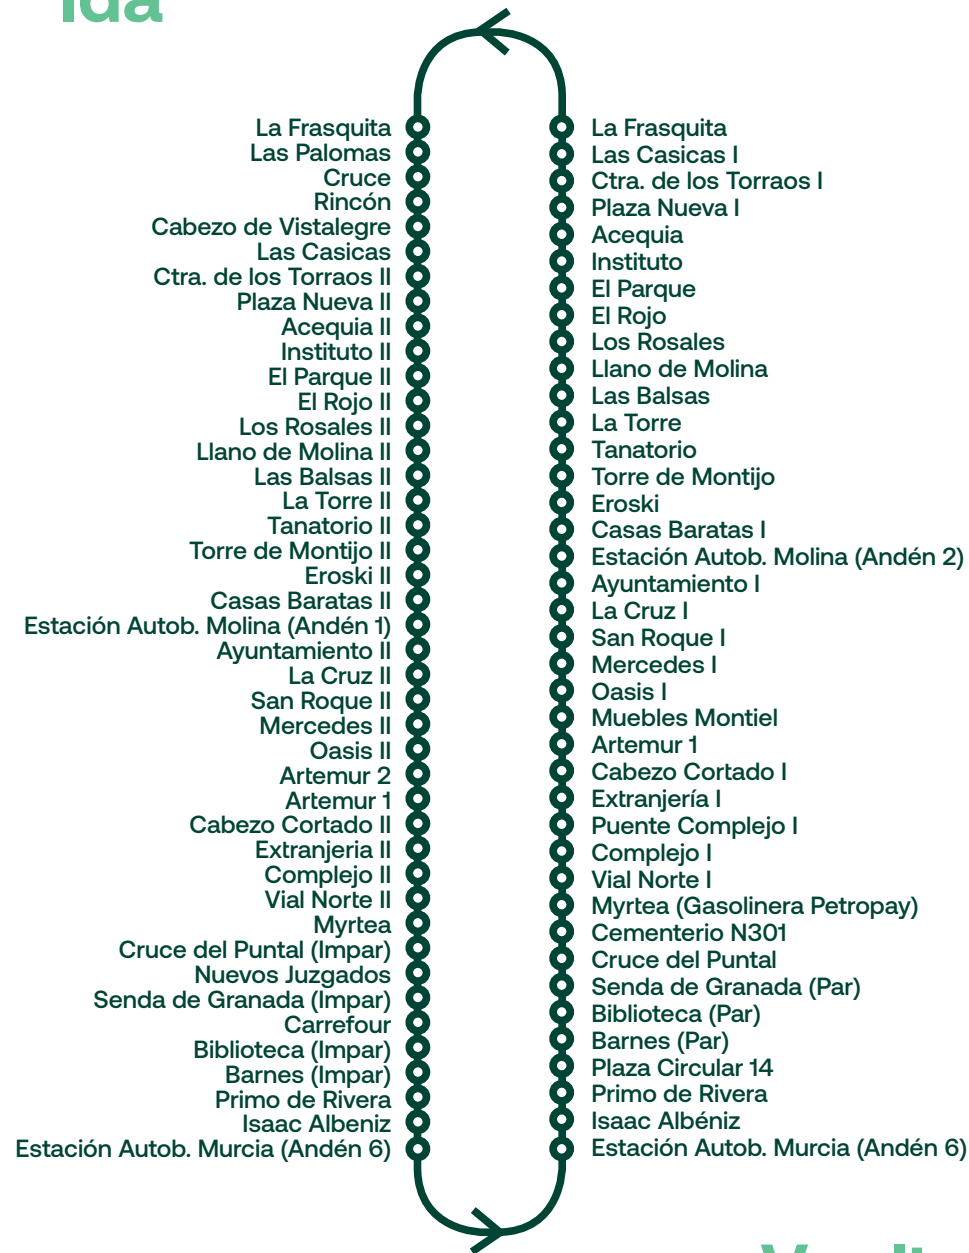 Ida
La Frasquita
Las Palomas
Cruce
Rincón
Cabezo de Vistalegre
Las Casicas
Ctra. de los Torraos II
Plaza Nueva II
Acequia II
Instituto II
El Parque II
El Rojo II
Los Rosales II
Llano de Molina II
Las Balsas II
La Torre II
Tanatorio II
Torre de Montijo II
Eroski II
Casas Baratas II
Estación Autob. Molina (Andén 1)
Ayuntamiento II
La Cruz II
San Roque II
Mercedes II
Oasis II
Artemur 2
Artemur 1
Cabezo Cortado II
Extranjeria II
Complejo II
Vial Norte II
Myrtea
Cruce del Puntal (Impar)
Nuevos Juzgados
Senda de Granada (Impar)
Carrefour
Biblioteca (Impar)
Barnes (Impar)
Primo de Rivera
Isaac Albeniz
Estación Autob. Murcia (Andén 6)
La Frasquita
Las Casicas I
Ctra. de los Torraos I
Plaza Nueva I
Acequia
Instituto
El Parque
El Rojo
Los Rosales
Llano de Molina
Las Balsas
La Torre
Tanatorio
Torre de Montijo
Eroski
Casas Baratas I
Estación Autob. Molina (Andén 2)
Ayuntamiento I
La Cruz I
San Roque I
Mercedes I
Oasis I
Muebles Montiel
Artemur 1
Cabezo Cortado I
Extranjería I
Puente Complejo I
Complejo I
Vial Norte I
Myrtea (Gasolinera Petropay)
Cementerio N301
Cruce del Puntal
Senda de Granada (Par)
Biblioteca (Par)
Barnes (Par)
Plaza Circular 14
Primo de Rivera
Isaac Albéniz
Estación Autob. Murcia (Andén 6)